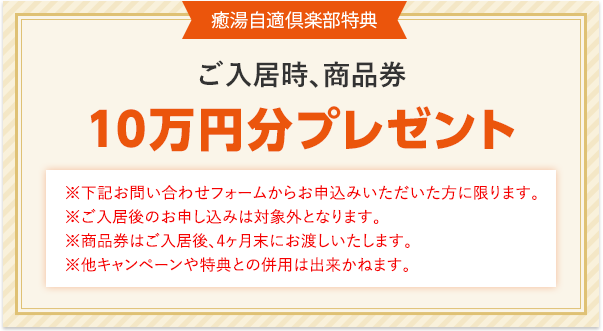 癒湯自適倶楽部特典
ご入居時、商品券
10万円分プレゼント
※下記お問い合わせフォームからお申込みいただいた方に限ります。
※ご入居後のお申し込みは対象外となります。
※商品券はご入居後、4ヶ月末にお渡しいたします。
※他キャンペーンや特典との併用は出来かねます。